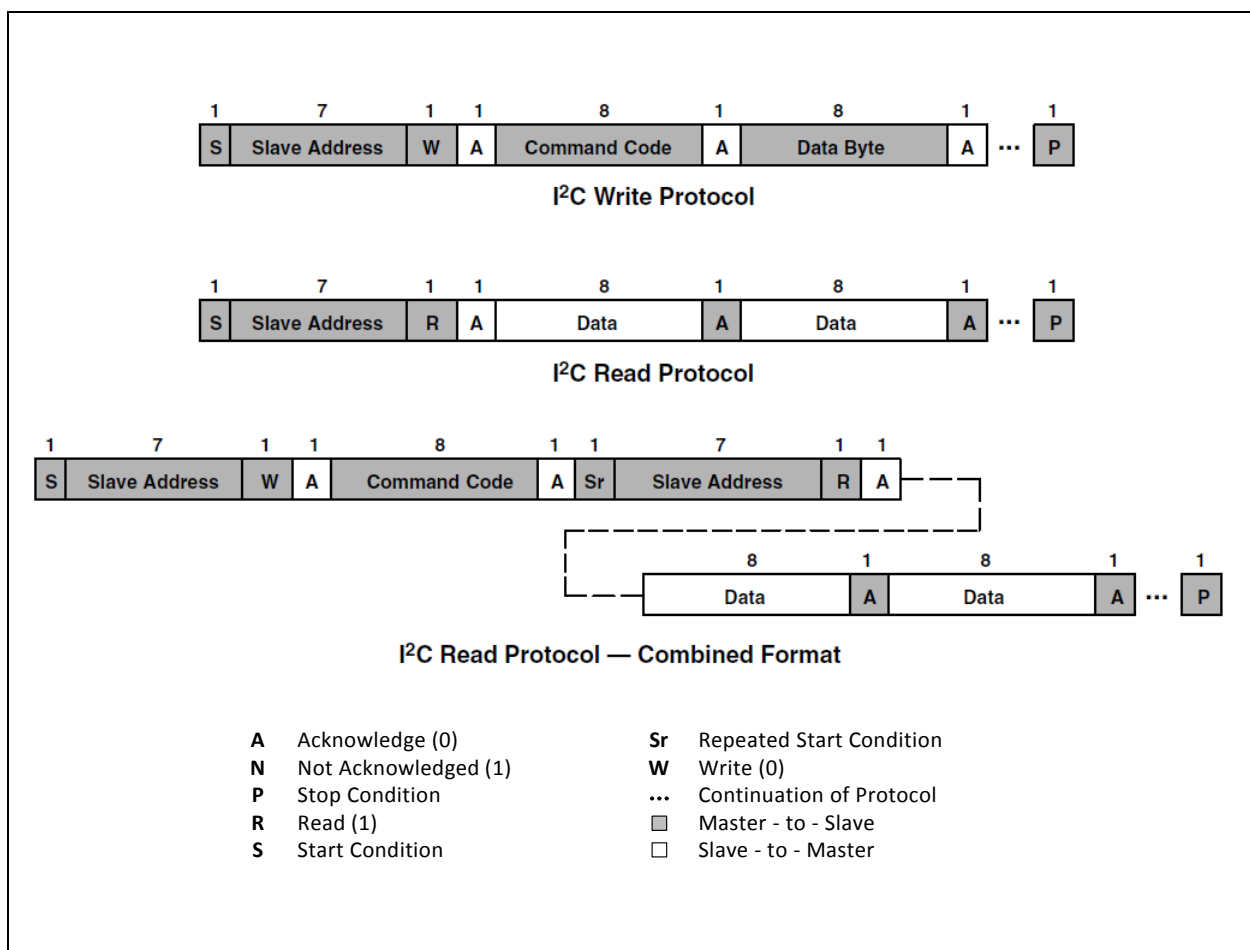 1 7 1 1 8 1 8 1 1
S Slave Address W A Command Code A Data Byte A ... P
I²C Write Protocol
1 7 1 1 8 1 8 1 1
S Slave Address R A Data A Data A ... P
I²C Read Protocol
1 7 1 1 8 1 1 7 1 1
S Slave Address W A Command Code A Sr Slave Address R A
8 1 8 1 1
Data A Data A ... P
I²C Read Protocol — Combined Format
A Acknowledge (0)
N Not Acknowledged (1)
P Stop Condition
R Read (1)
S Start Condition
Sr Repeated Start Condition
W Write (0)
... Continuation of Protocol
Master - to - Slave
Slave - to - Master